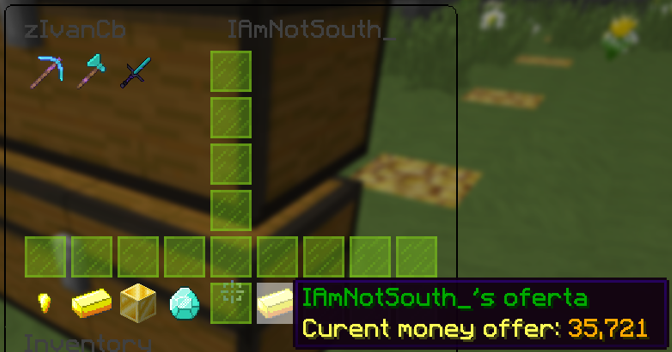 zIvanCb
IAmNotSouth_
IAmNotSouth_'s oferta
Curent money offer: 35,721
Inventory